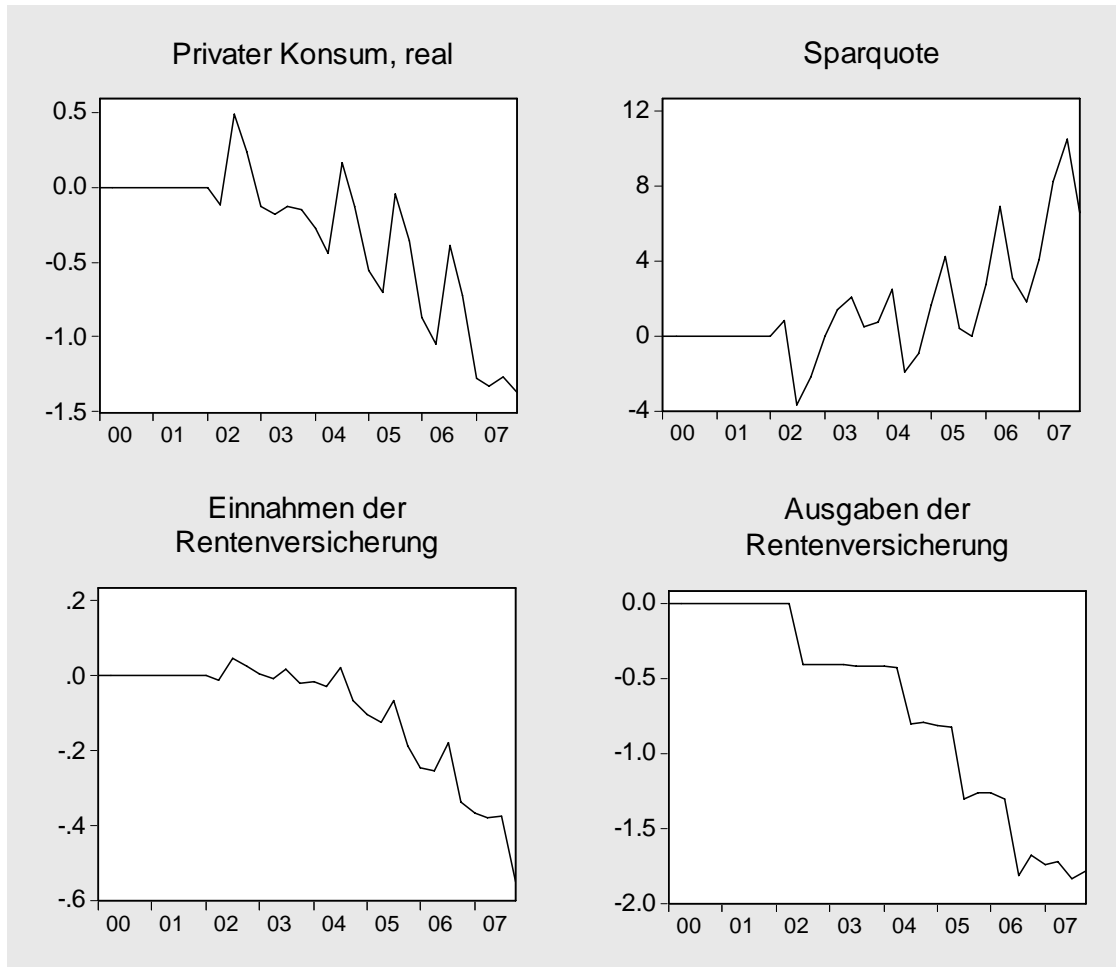 Privater Konsum, real
0.5
0.0
-0.5
-1.0
-1.5
00 01 02 03 04 05 06 07
Sparquote
12
8
4
0
-4
00 01 02 03 04 05 06 07
Einnahmen der
Rentenversicherung
.2
.0
-.2
-.4
-.6
00 01 02 03 04 05 06 07
Ausgaben der
Rentenversicherung
0.0
-0.5
-1.0
-1.5
-2.0
00 01 02 03 04 05 06 07